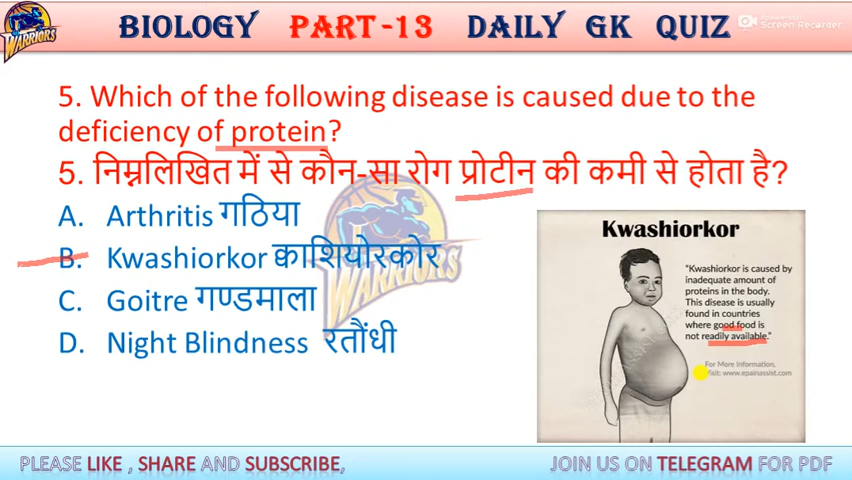 WARRIORS
BIOLOGY PART-13 DAILY GK QUIZ
Screen Recorder
5. Which of the following disease is caused due to the
deficiency of protein?
5. निम्नलिखित में से कौन-सा रोग प्रोटीन की कमी से होता है?
A. Arthritis गठिया
B. Kwashiorkor क्वाशियोरकोर
C. Goitre गण्डमाला
D. Night Blindness रतौंधी
WARRIORS
Kwashiorkor
"Kwashiorkor is caused by
inadequate amount of
proteins in the body.
This disease is usually
found in countries
where good food is
not readily available."
For More Information,
Visit: www.epainassist.com
PLEASE LIKE , SHARE AND SUBSCRIBE,
JOIN US ON TELEGRAM FOR PDF